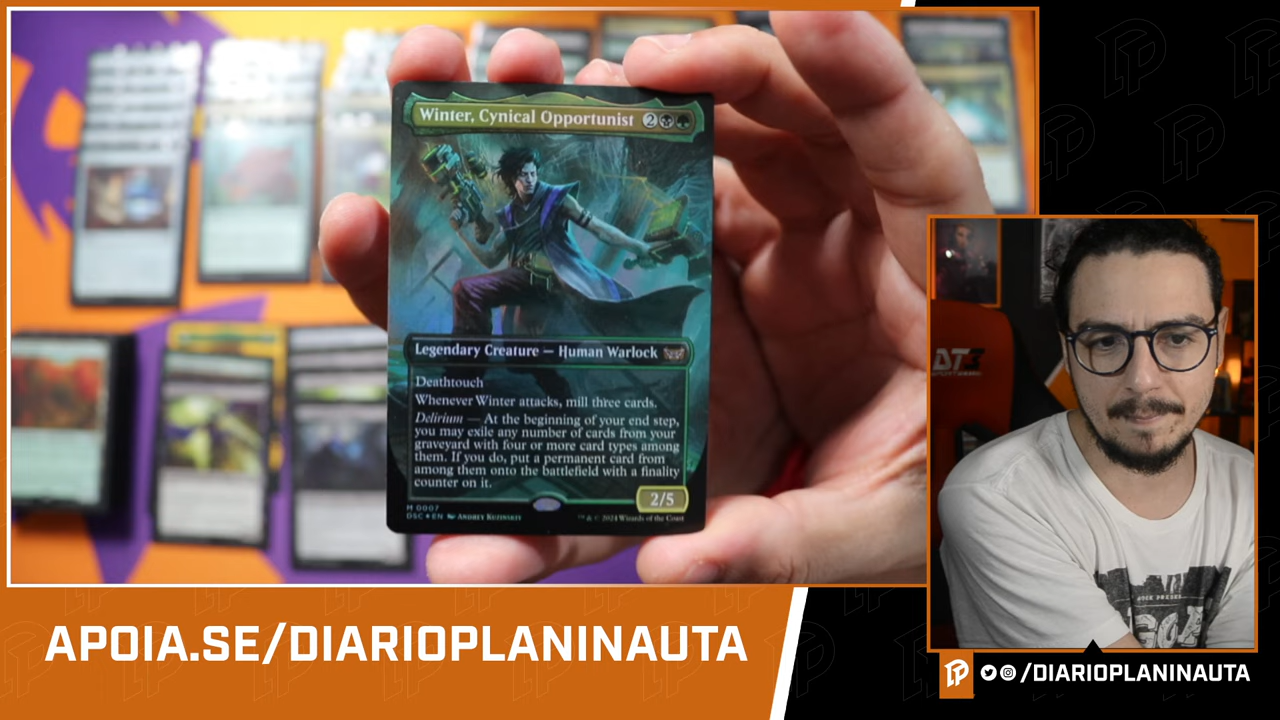 Winter, Cynical Opportunist 2
Legendary Creature — Human Warlock
Deathtouch
Whenever Winter attacks, mill three cards.
Delirium — At the beginning of your end step,
you may exile any number of cards from your
graveyard with four or more card types among
them. If you do, put a permanent card from
among them onto the battlefield with a finality
counter on it.
2/5
M 0007
DSC ★ EN Andrey Kuzinskiy
™ & © 2024 Wizards of the Coast
APOIA.SE/DIARIOPLANINAUTA
/DIARIOPLANINAUTA